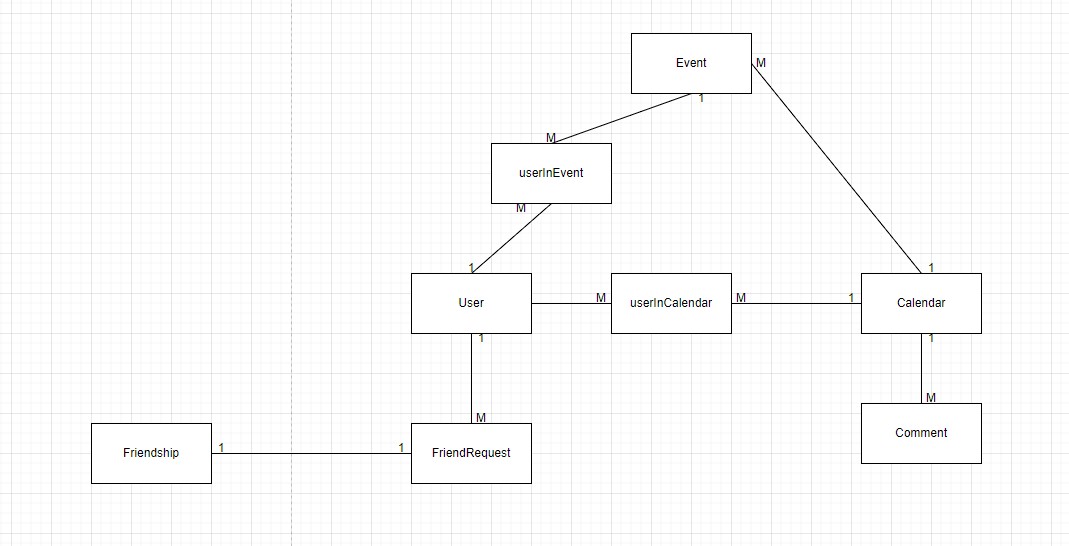 Event
M
1
M
userInEvent
M
1
1
User
M
userInCalendar
M
1
Calendar
1
1
M
M
Comment
Friendship
1
1
FriendRequest